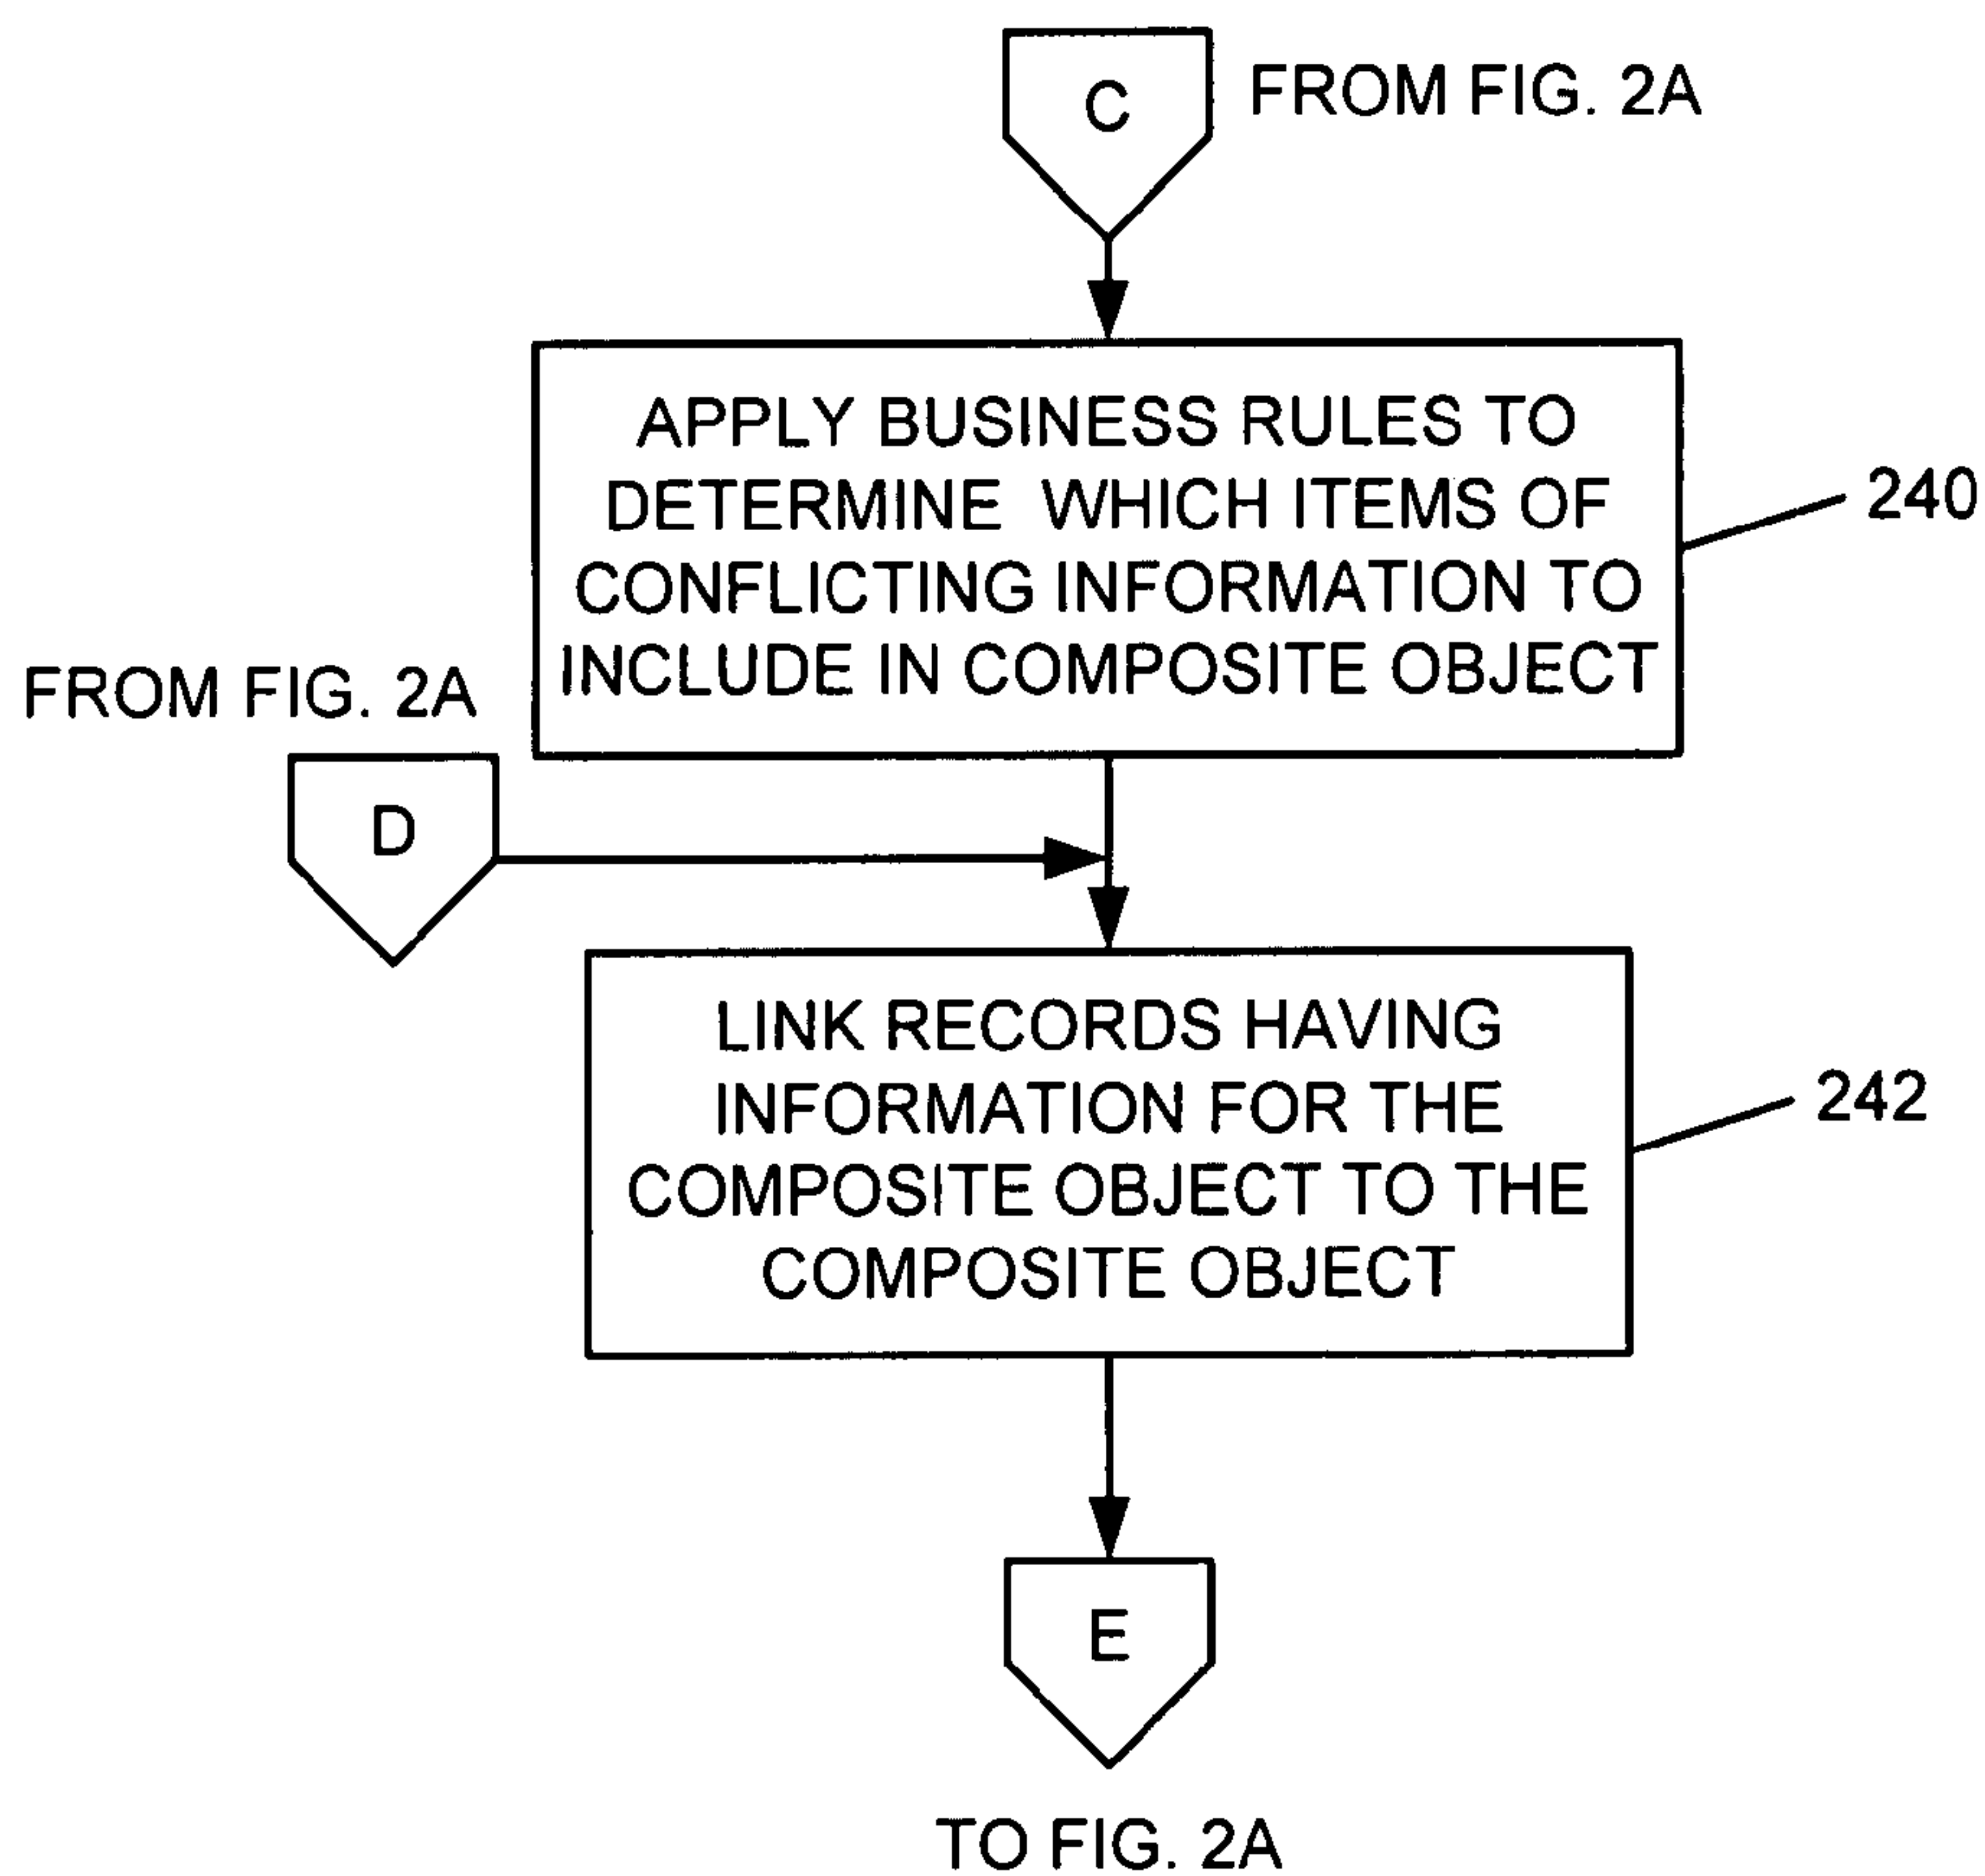 C
FROM FIG. 2A
APPLY BUSINESS RULES TO
DETERMINE WHICH ITEMS OF
CONFLICTING INFORMATION TO
INCLUDE IN COMPOSITE OBJECT
240
FROM FIG. 2A
D
LINK RECORDS HAVING
INFORMATION FOR THE
COMPOSITE OBJECT TO THE
COMPOSITE OBJECT
242
E
TO FIG. 2A